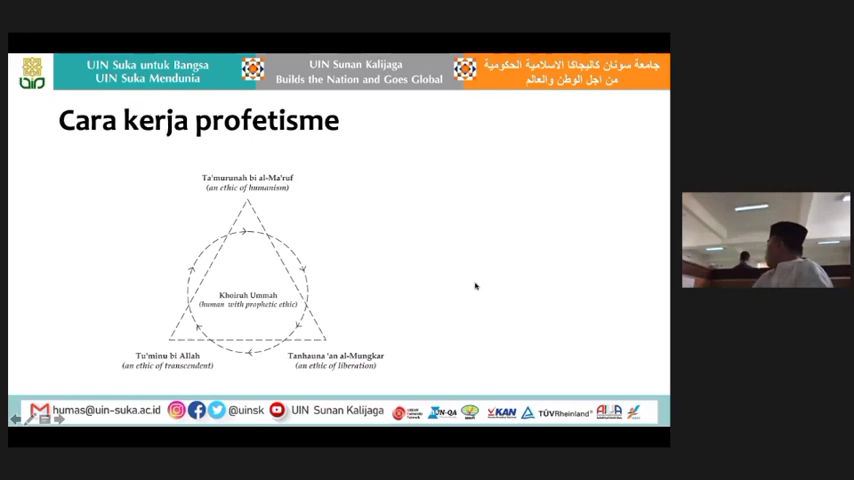 UIN Suka untuk Bangsa
UIN Suka Mendunia
UIN Sunan Kalijaga
Builds the Nation and Goes Global
جامعة سونان كاليجاكا الاسلامية الحكومية
من اجل الوطن والعالم
Cara kerja profetisme
Ta'murunah bi al-Ma'ruf
(an ethic of humanism)
Khoiruh Ummah
(human with prophetic ethic)
Tu'minu bi Allah
(an ethic of transcendent)
Tanhauna 'an al-Mungkar
(an ethic of liberation)
humas@uin-suka.ac.id
@uinsk
UIN Sunan Kalijaga
KAN
TÜVRheinland